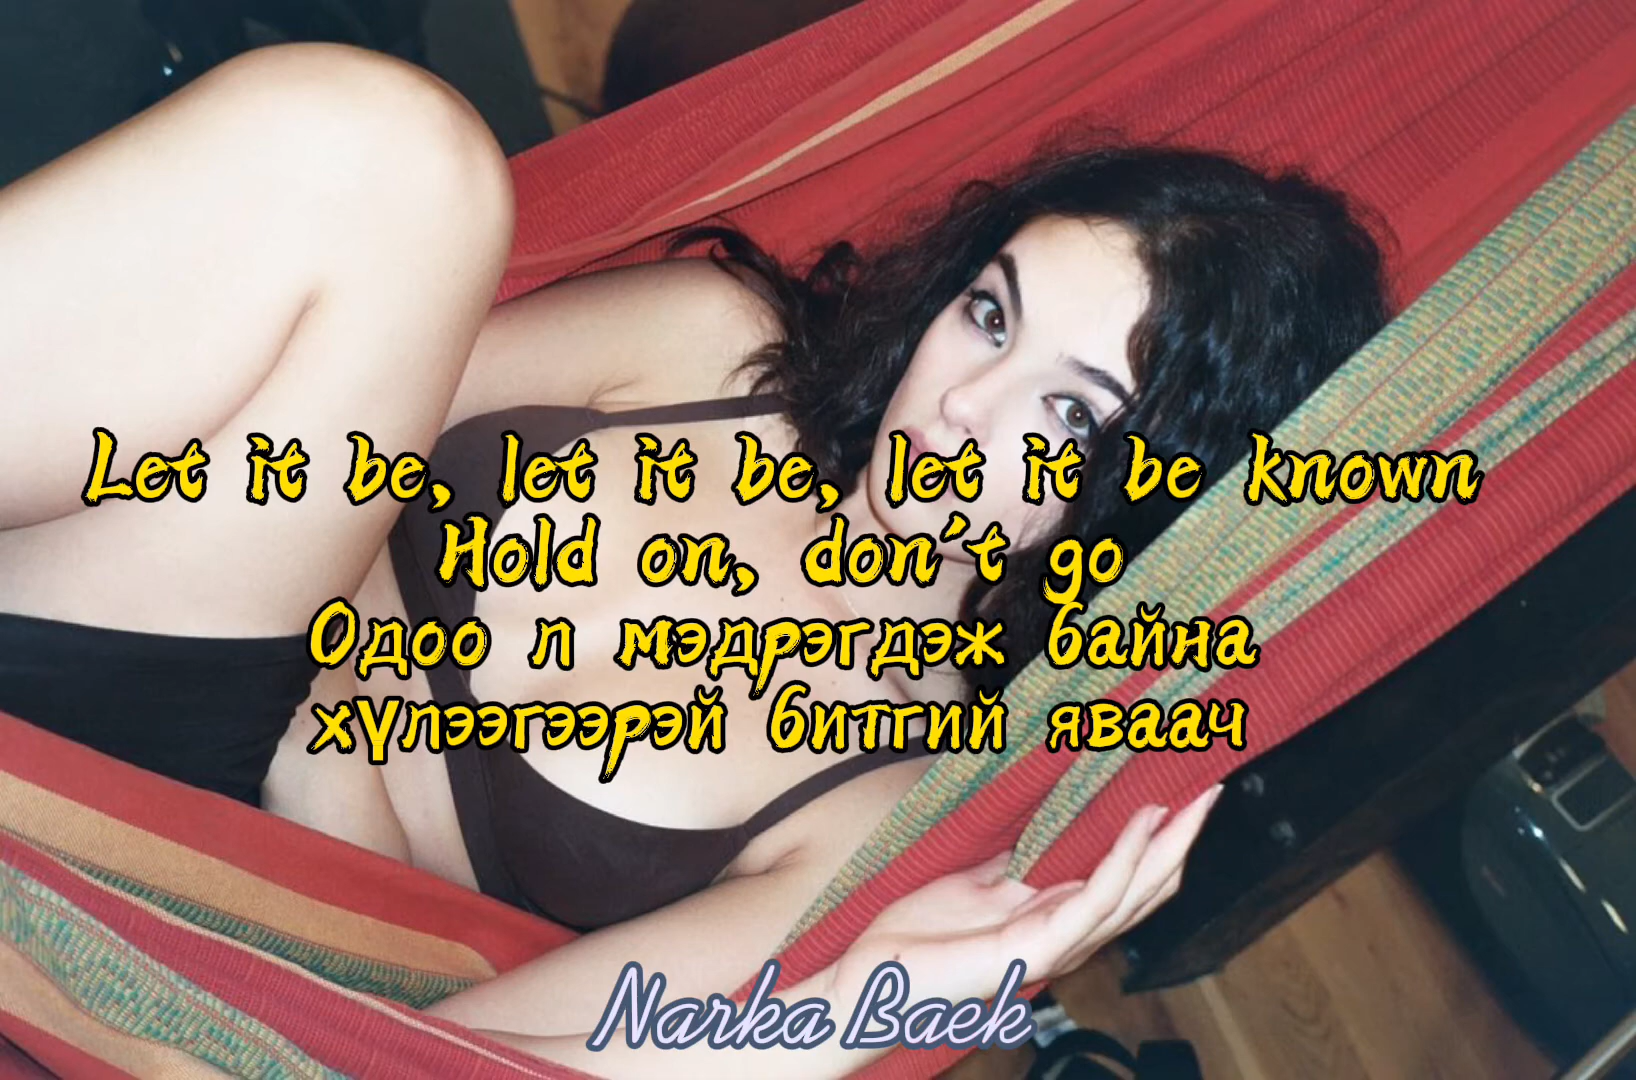 Let it be, let it be, let it be known
Hold on, don't go
Одоо л мэдрэгдэж байна
хүлээгээрэй битгий яваач
Narka Baek